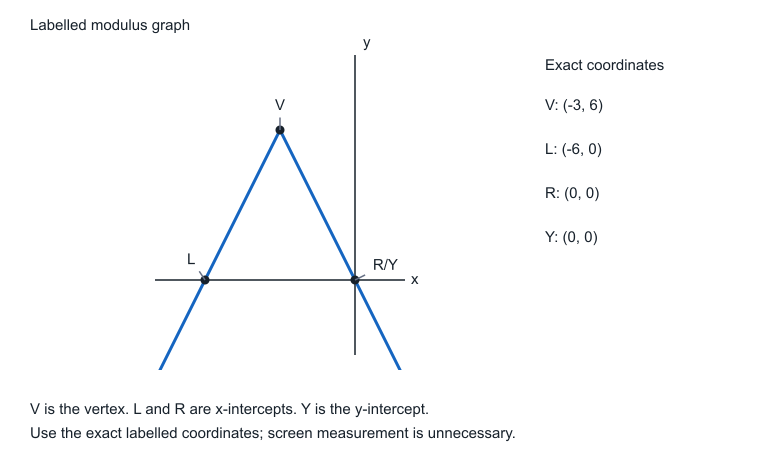 Labelled modulus graph
y
Exact coordinates
V
V: (-3, 6)
L: (-6, 0)
R: (0, 0)
Y: (0, 0)
L
R/Y
x
V is the vertex. L and R are x-intercepts. Y is the y-intercept.
Use the exact labelled coordinates; screen measurement is unnecessary.